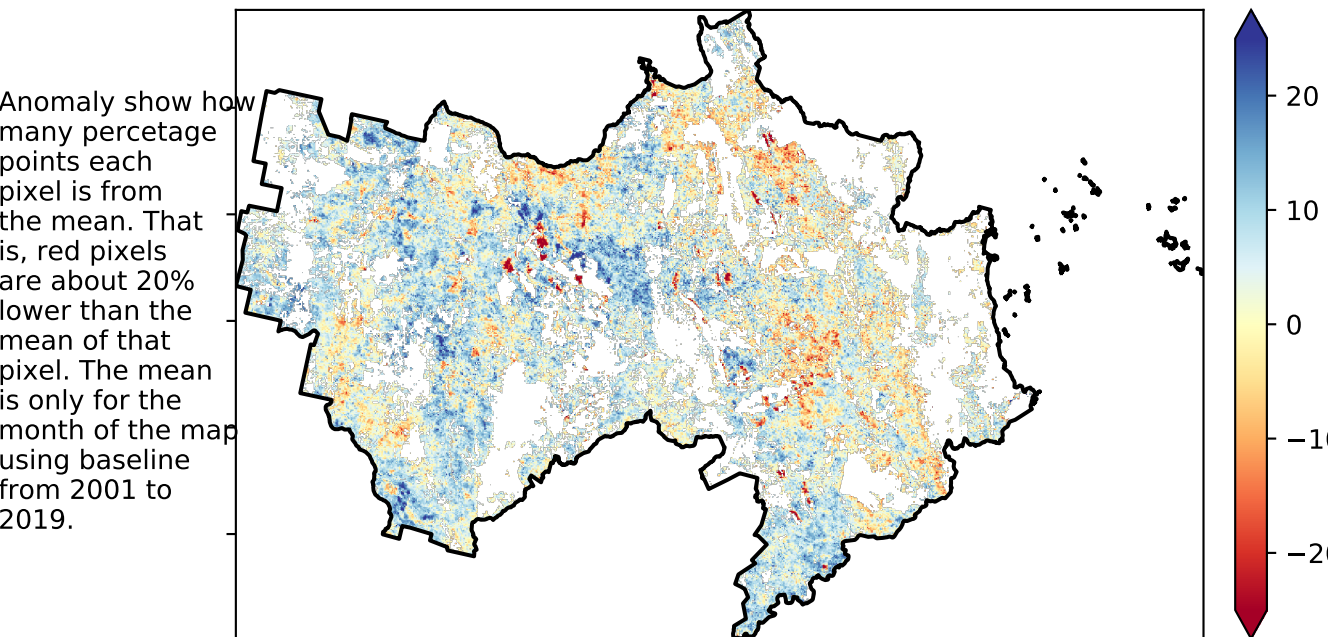 Anomaly show how
many percetage
points each
pixel is from
the mean. That
is, red pixels
are about 20%
lower than the
mean of that
pixel. The mean
is only for the
month of the map
using baseline
from 2001 to
2019.
20
10
0
−10
−20